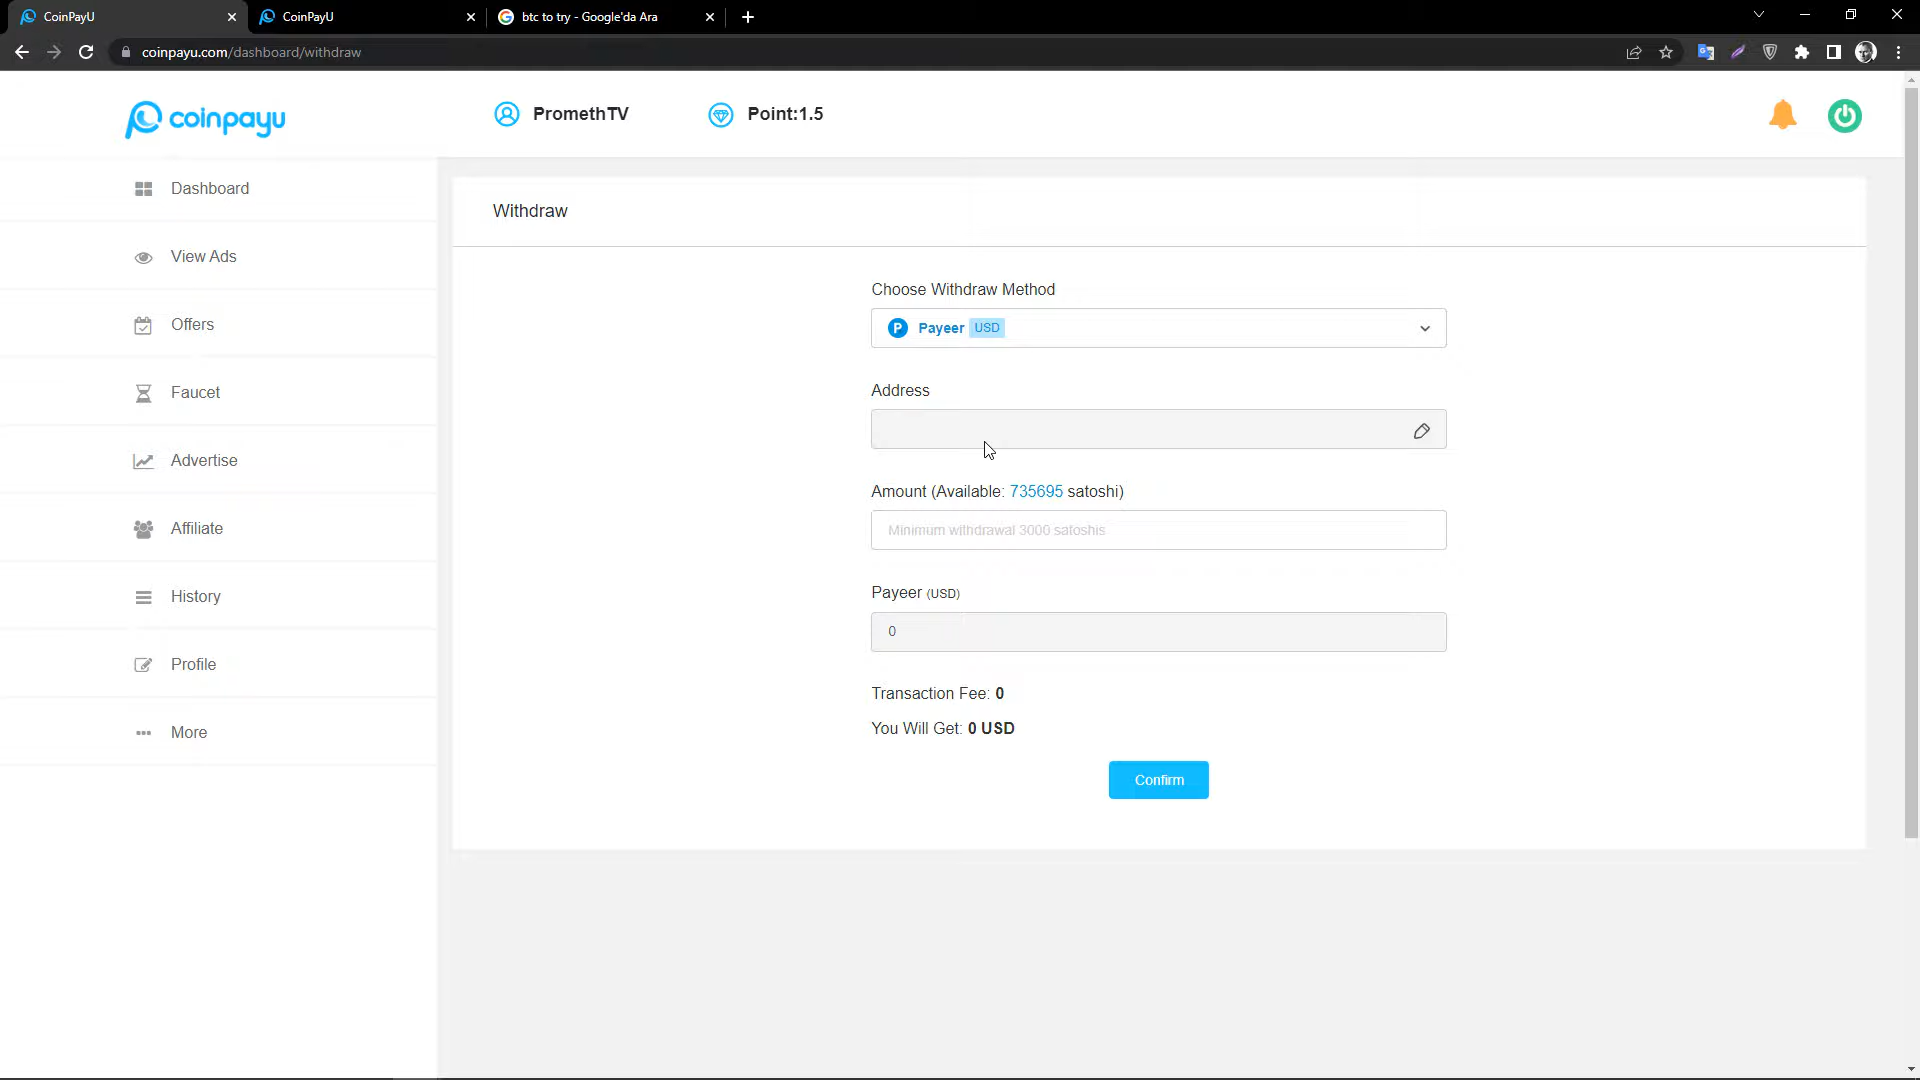 CoinPayU
CoinPayU
btc to try - Google'da Ara
coinpayu.com/dashboard/withdraw
coinpayu
PromethTV
Point:1.5
Dashboard
View Ads
Offers
Faucet
Advertise
Affiliate
History
Profile
More
Withdraw
Choose Withdraw Method
P Payeer USD
Address
Amount (Available: 735695 satoshi)
Minimum withdrawal 3000 satoshis
Payeer (USD)
0
Transaction Fee: 0
You Will Get: 0 USD
Confirm